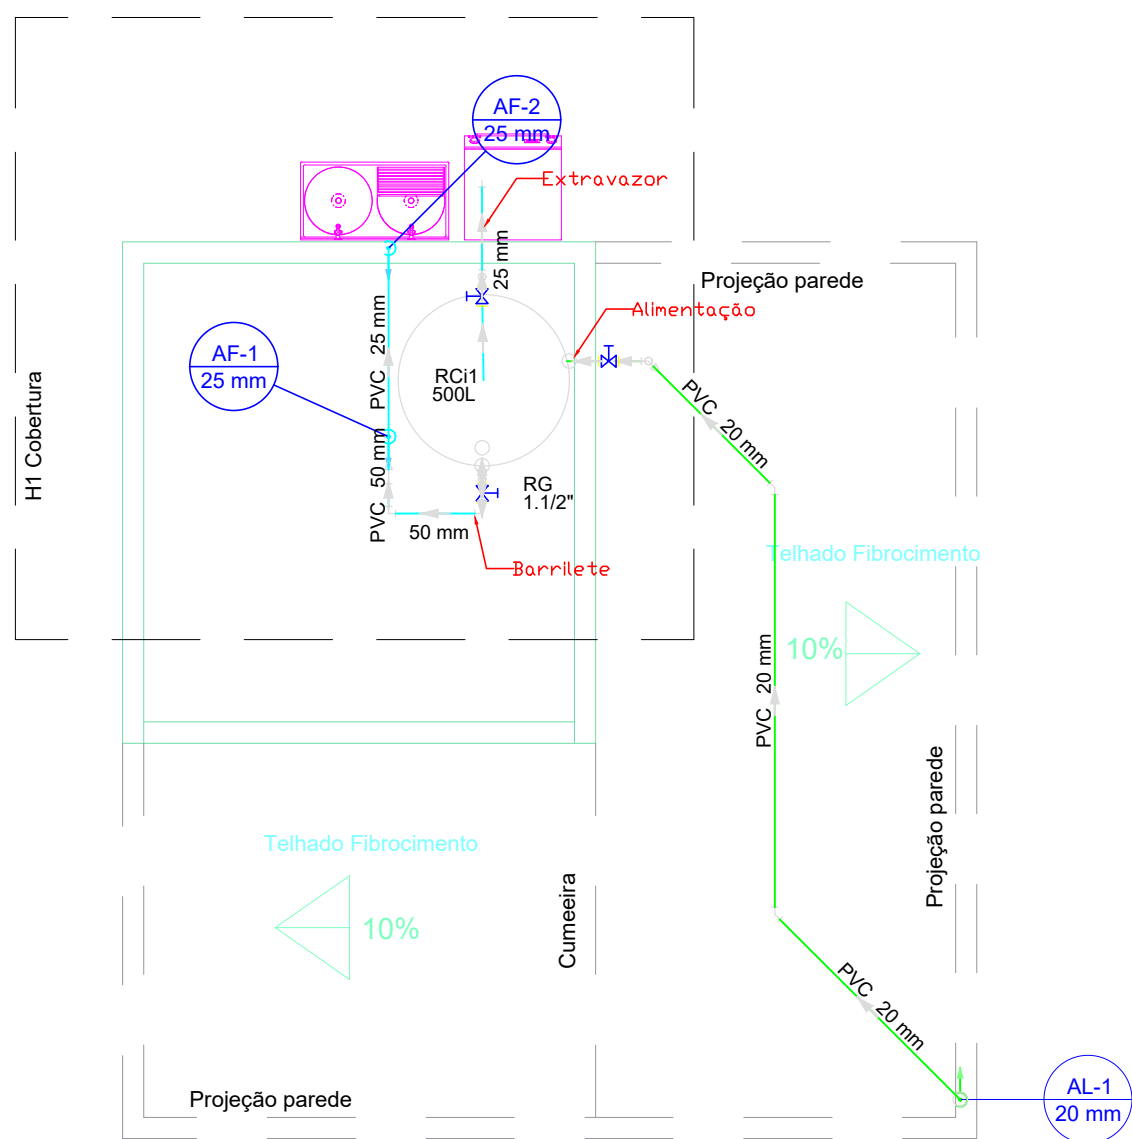 AF-2
25 mm
Extravazor
25 mm
Projeção parede
Alimentação
PVC 25 mm
AF-1
25 mm
RCi1
500L
H1 Cobertura
PVC 20 mm
PVC 50 mm
RG
1.1/2"
50 mm
Barrilete
Telhado Fibrocimento
10%
PVC 20 mm
Projeção parede
Telhado Fibrocimento
10%
Cumeeira
PVC 20 mm
Projeção parede
AL-1
20 mm